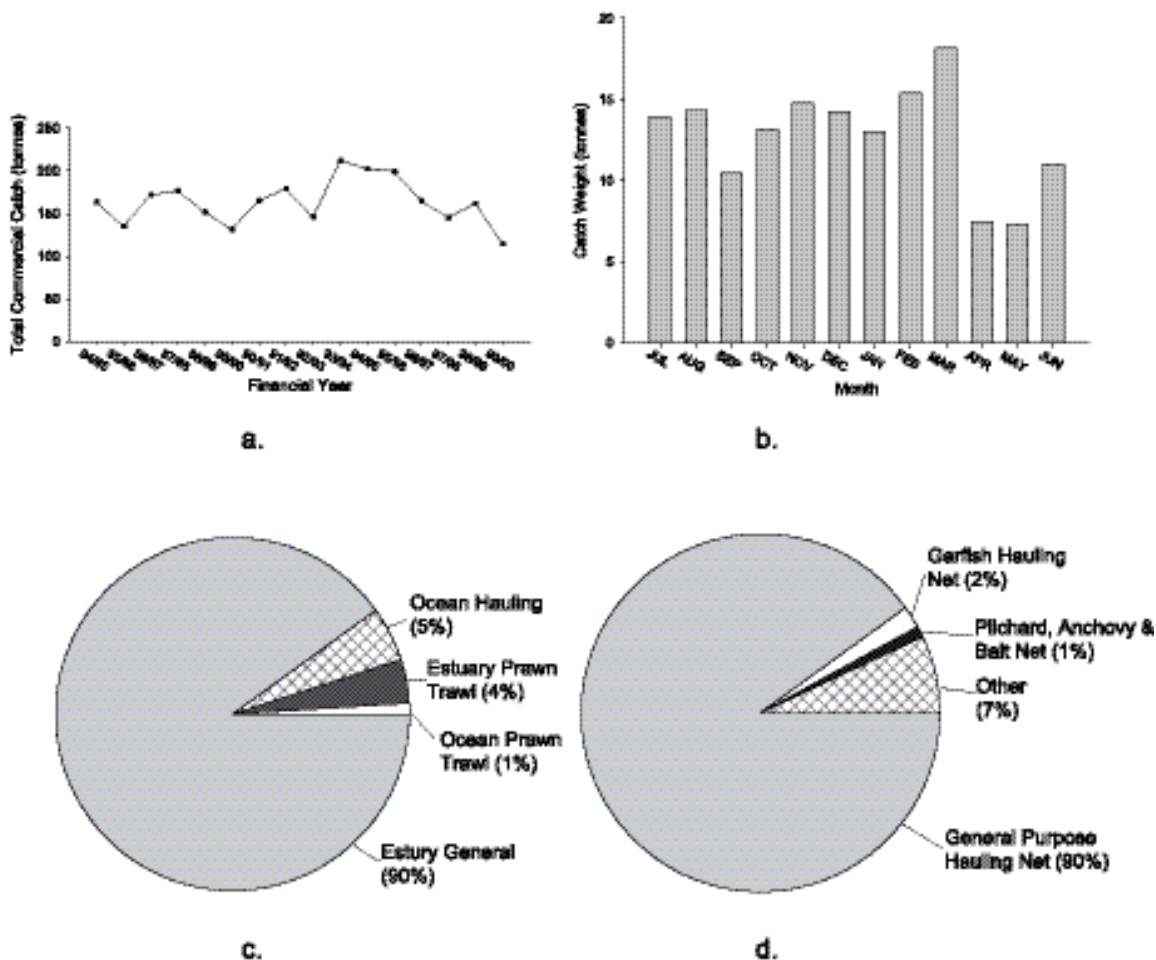 Total Commercial Catch (tonnes)
250
200
150
100
50
0
Financial Year
a.
Catch Weight (tonnes)
20
15
10
5
0
JUL AUG SEP OCT NOV DEC JAN FEB MAR APR MAY JUN
Month
b.
Ocean Hauling
(5%)
Estuary Prawn
Trawl (4%)
Ocean Prawn
Trawl (1%)
Estury General
(90%)
c.
Garfish Hauling
Net (2%)
Pilchard, Anchovy &
Bait Net (1%)
Other
(7%)
General Purpose
Hauling Net (90%)
d.